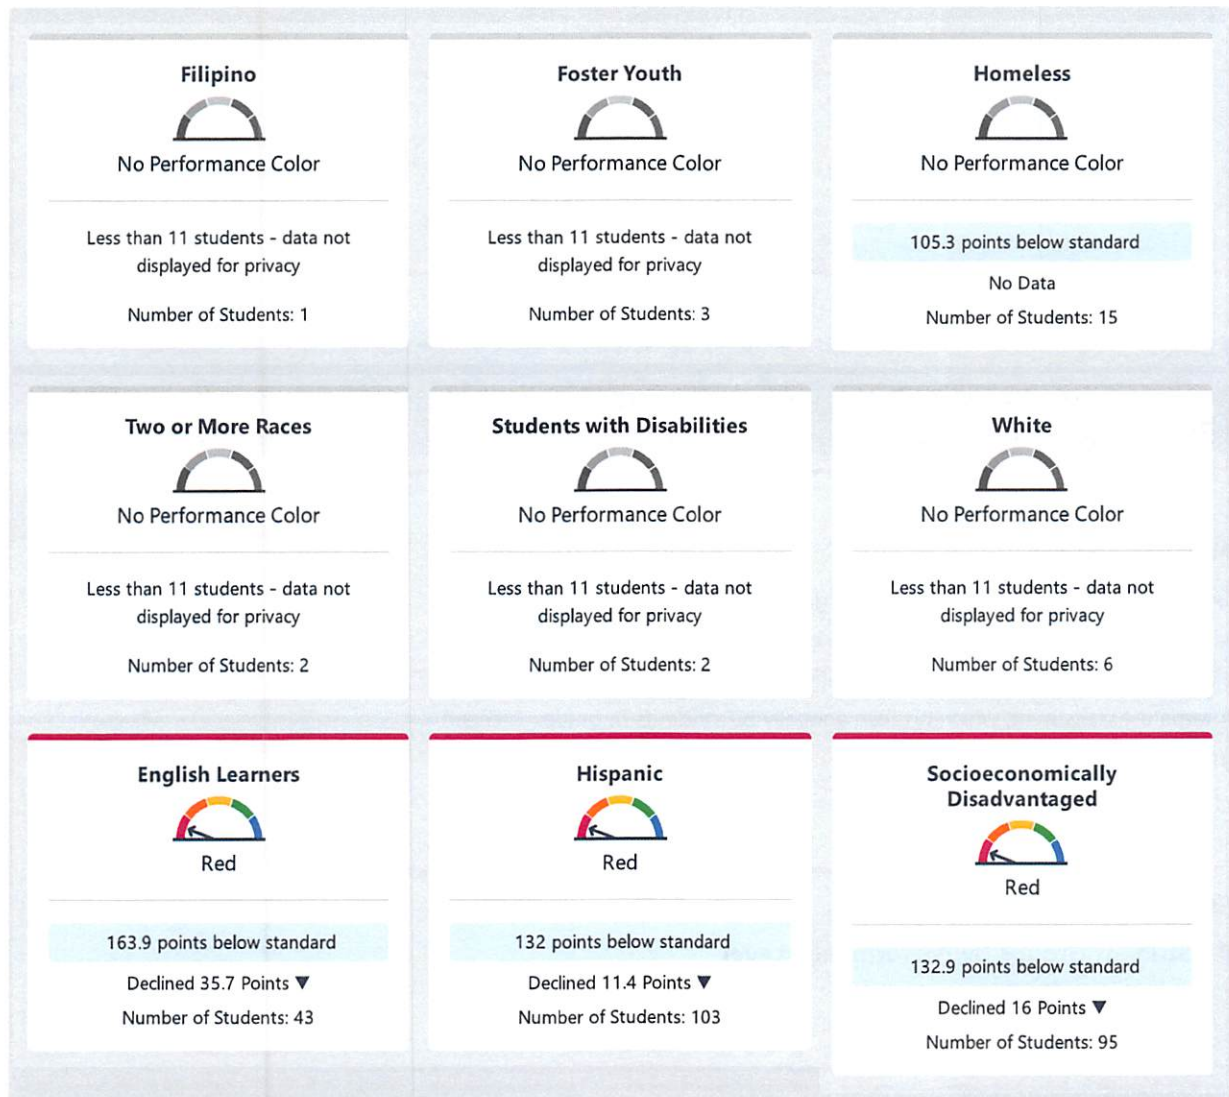 Filipino
No Performance Color
Less than 11 students - data not
displayed for privacy
Number of Students: 1
Foster Youth
No Performance Color
Less than 11 students - data not
displayed for privacy
Number of Students: 3
Homeless
No Performance Color
105.3 points below standard
No Data
Number of Students: 15
Two or More Races
No Performance Color
Less than 11 students - data not
displayed for privacy
Number of Students: 2
Students with Disabilities
No Performance Color
Less than 11 students - data not
displayed for privacy
Number of Students: 2
White
No Performance Color
Less than 11 students - data not
displayed for privacy
Number of Students: 6
English Learners
Red
163.9 points below standard
Declined 35.7 Points ▼
Number of Students: 43
Hispanic
Red
132 points below standard
Declined 11.4 Points ▼
Number of Students: 103
Socioeconomically
Disadvantaged
Red
132.9 points below standard
Declined 16 Points ▼
Number of Students: 95